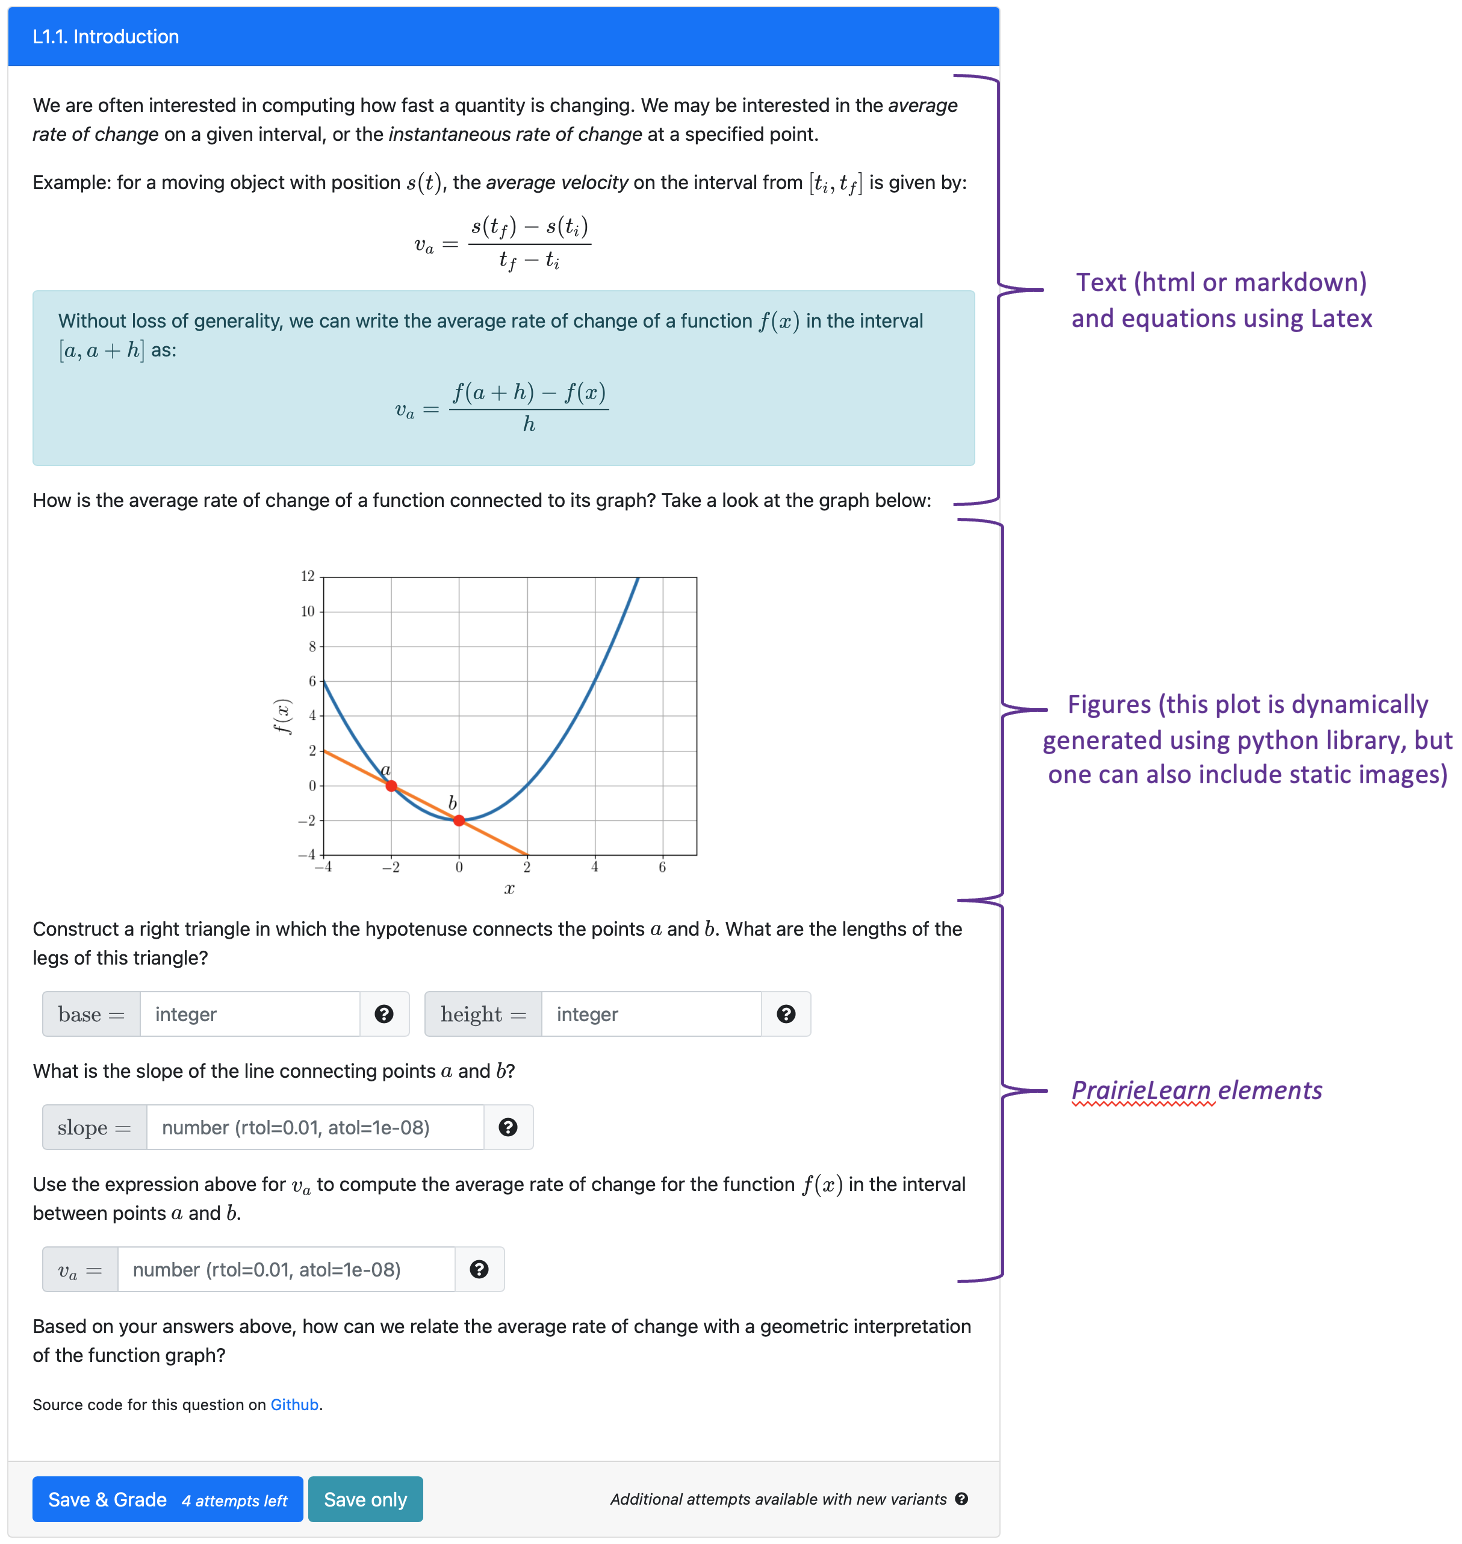 L1.1. Introduction
We are often interested in computing how fast a quantity is changing. We may be interested in the average
rate of change on a given interval, or the instantaneous rate of change at a specified point.
Example: for a moving object with position s(t), the average velocity on the interval from [t_i, t_f] is given by:
v_a = \frac{s(t_f) − s(t_i)}{t_f − t_i}
Without loss of generality, we can write the average rate of change of a function f(x) in the interval
[a, a + h] as:
v_a = \frac{f(a + h) − f(x)}{h}
Text (html or markdown)
and equations using Latex
How is the average rate of change of a function connected to its graph? Take a look at the graph below:
12
10
8
6
4
2
0
−2
−4
f(x)
a
b
−4 −2 0 2 4 6
x
Figures (this plot is dynamically
generated using python library, but
one can also include static images)
Construct a right triangle in which the hypotenuse connects the points a and b. What are the lengths of the
legs of this triangle?
base = integer ? height = integer ?
What is the slope of the line connecting points a and b?
slope = number (rtol=0.01, atol=1e-08) ?
PrairieLearn elements
Use the expression above for v_a to compute the average rate of change for the function f(x) in the interval
between points a and b.
v_a = number (rtol=0.01, atol=1e-08) ?
Based on your answers above, how can we relate the average rate of change with a geometric interpretation
of the function graph?
Source code for this question on Github.
Save & Grade 4 attempts left Save only Additional attempts available with new variants ?